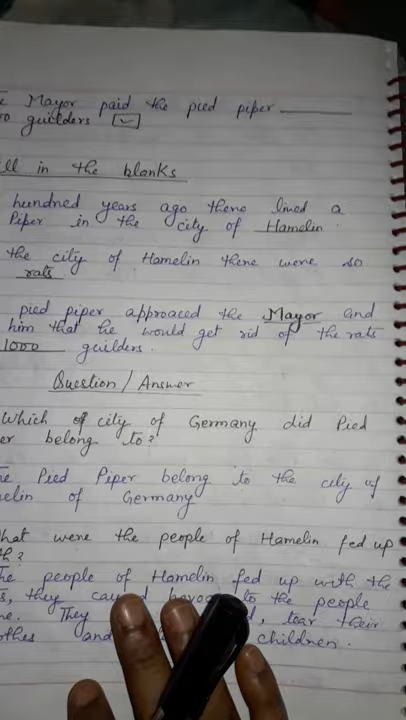 Mayor paid the pied piper
guilders
in the blanks
hundred years ago there lived a
Piper in the city of Hamelin.
the city of Hamelin there were so
rats.
pied piper approaced the Mayor and
him that he would get rid of the rats
1000 guilders.
Question/Answer
Which of city of Germany did Pied
belong to?
Pied Piper belong to the city of
of Germany
were the people of Hamelin fed up
people of Hamelin fed up with the
they to the people
They tear their
and children.